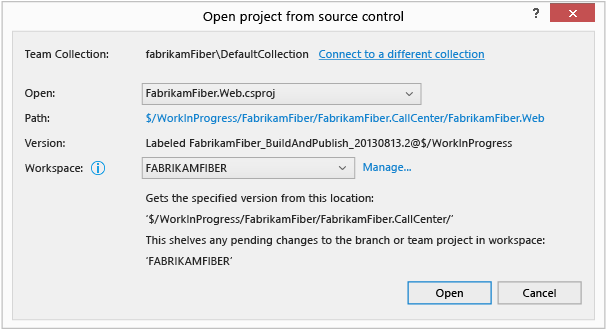 Open project from source control
?
Team Collection: fabrikamFiber\DefaultCollection Connect to a different collection
Open: FabrikamFiber.Web.csproj
Path: $/WorkInProgress/FabrikamFiber/FabrikamFiber.CallCenter/FabrikamFiber.Web
Version: Labeled FabrikamFiber_BuildAndPublish_20130813.2@$/WorkInProgress
Workspace: i FABRIKAMFIBER Manage...
Gets the specified version from this location:
'$/WorkInProgress/FabrikamFiber/FabrikamFiber.CallCenter/'
This shelves any pending changes to the branch or team project in workspace:
'FABRIKAMFIBER'
Open Cancel